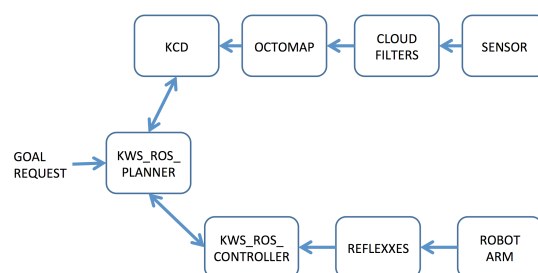 KCD
OCTOMAP
CLOUD
FILTERS
SENSOR
GOAL
REQUEST
KWS_ROS_
PLANNER
KWS_ROS_
CONTROLLER
REFLEXXES
ROBOT
ARM